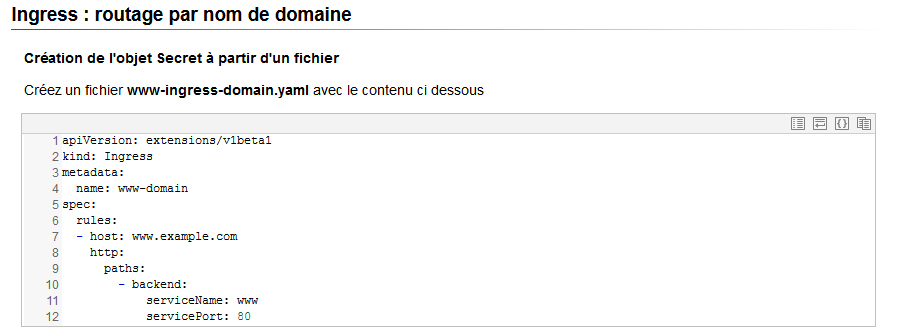 Ingress : routage par nom de domaine
Création de l'objet Secret à partir d'un fichier
Créez un fichier www-ingress-domain.yaml avec le contenu ci dessous
1 apiVersion: extensions/v1beta1
2 kind: Ingress
3 metadata:
4   name: www-domain
5 spec:
6   rules:
7   - host: www.example.com
8     http:
9       paths:
10         - backend:
11             serviceName: www
12             servicePort: 80